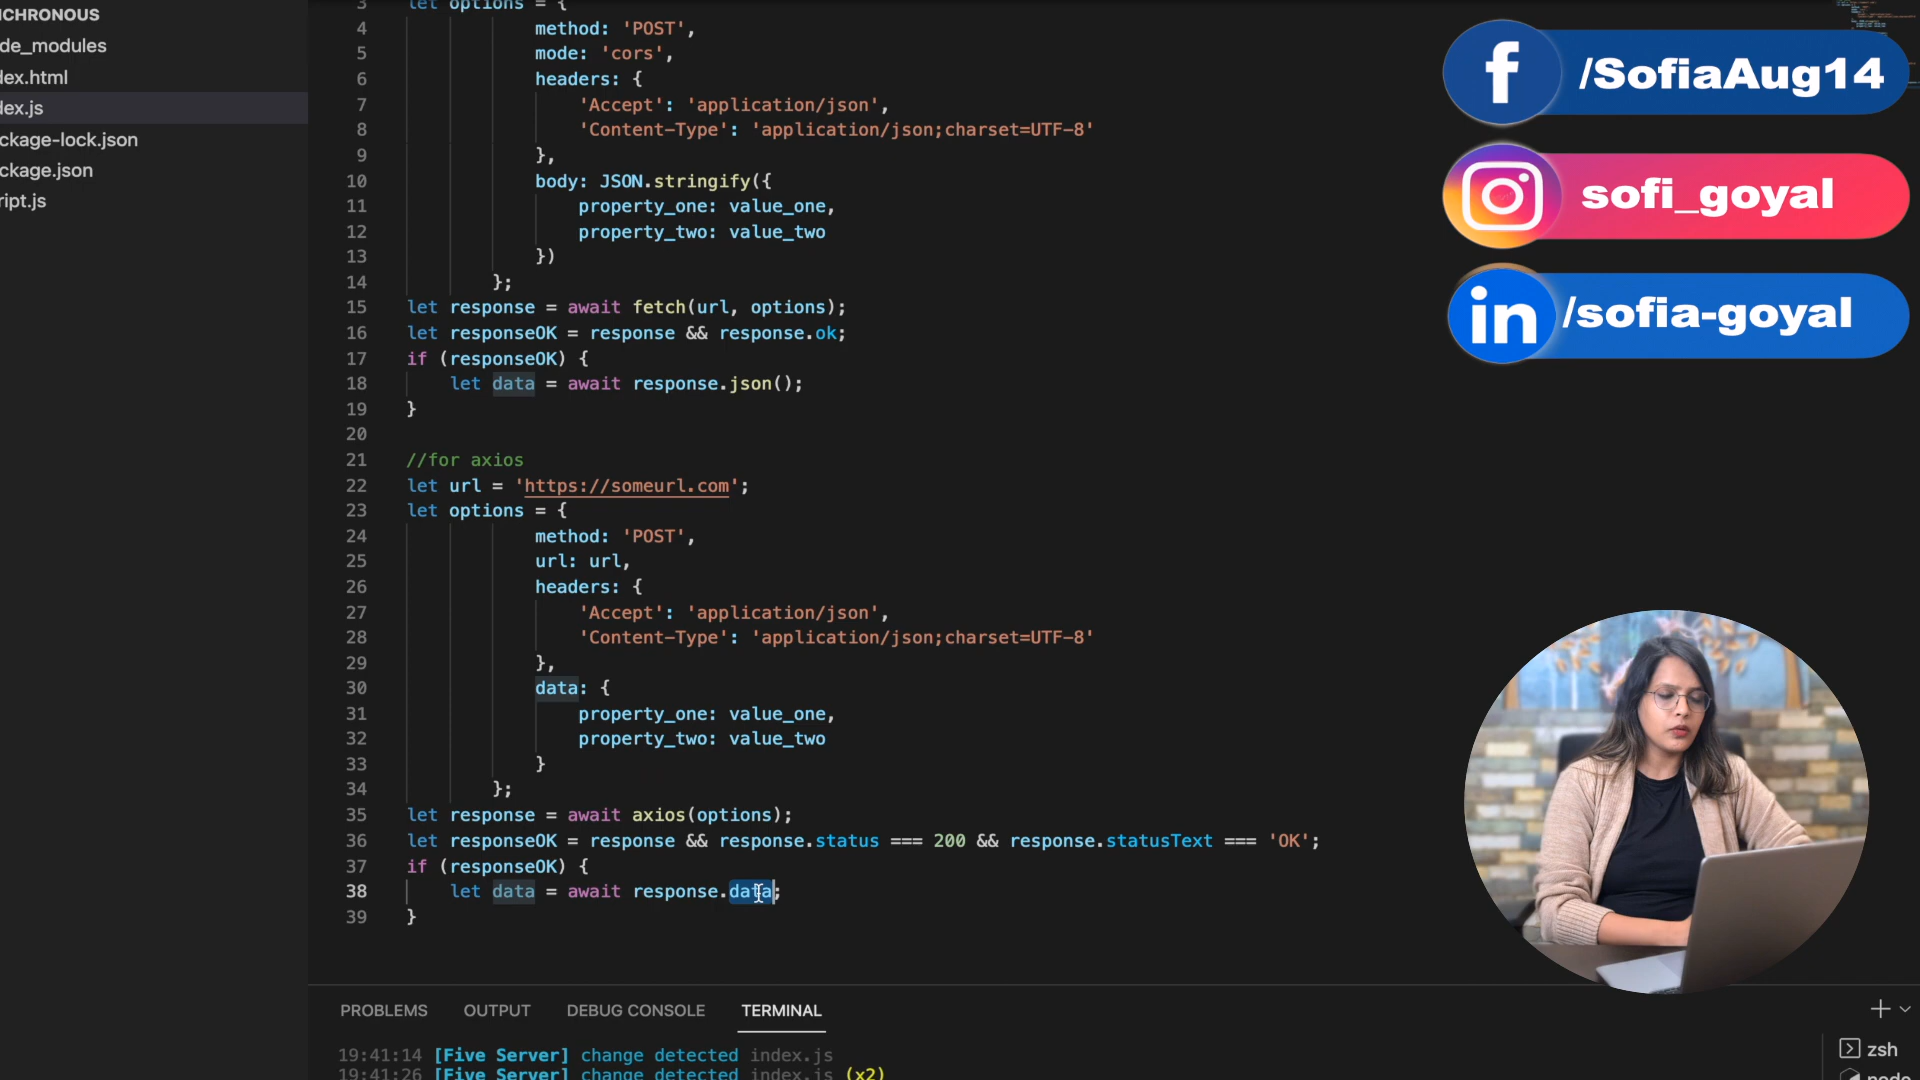 NCHRONOUS
de_modules
dex.html
dex.js
ckage-lock.json
ckage.json
ript.js
3 let options = {
4 method: 'POST',
5 mode: 'cors',
6 headers: {
7 'Accept': 'application/json',
8 'Content-Type': 'application/json;charset=UTF-8'
9 },
10 body: JSON.stringify({
11 property_one: value_one,
12 property_two: value_two
13 })
14 };
15 let response = await fetch(url, options);
16 let responseOK = response && response.ok;
17 if (responseOK) {
18 let data = await response.json();
19 }
20
21 //for axios
22 let url = 'https://someurl.com';
23 let options = {
24 method: 'POST',
25 url: url,
26 headers: {
27 'Accept': 'application/json',
28 'Content-Type': 'application/json;charset=UTF-8'
29 },
30 data: {
31 property_one: value_one,
32 property_two: value_two
33 }
34 };
35 let response = await axios(options);
36 let responseOK = response && response.status === 200 && response.statusText === 'OK';
37 if (responseOK) {
38 let data = await response.data;
39 }
f /SofiaAug14
sofi_goyal
in /sofia-goyal
PROBLEMS OUTPUT DEBUG CONSOLE TERMINAL
19:41:14 [Five Server] change detected index.js
19:41:26 [Five Server] change detected index.js (x2)
zsh
node